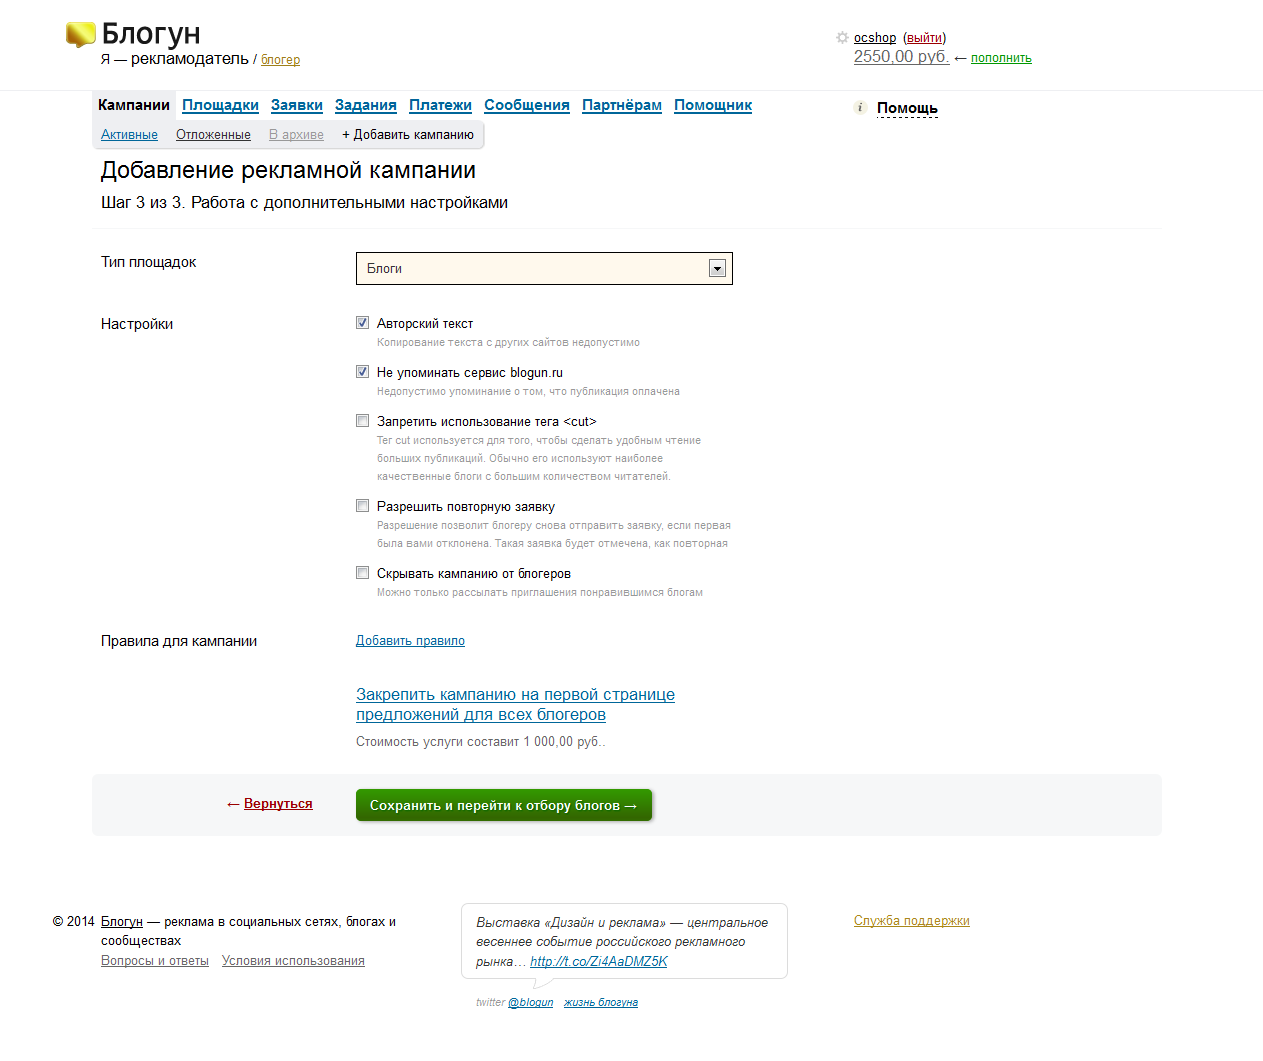 Блогун
Я — рекламодатель / блогер
ocshop (выйти)
2550,00 руб. ← пополнить
Кампании Площадки Заявки Задания Платежи Сообщения Партнёрам Помощник
i Помощь
Активные Отложенные В архиве + Добавить кампанию
Добавление рекламной кампании
Шаг 3 из 3. Работа с дополнительными настройками
Тип площадок
Блоги
Настройки
Авторский текст
Копирование текста с других сайтов недопустимо
Не упоминать сервис blogun.ru
Недопустимо упоминание о том, что публикация оплачена
Запретить использование тега <cut>
Тег cut используется для того, чтобы сделать удобным чтение
больших публикаций. Обычно его используют наиболее
качественные блоги с большим количеством читателей.
Разрешить повторную заявку
Разрешение позволит блогеру снова отправить заявку, если первая
была вами отклонена. Такая заявка будет отмечена, как повторная
Скрывать кампанию от блогеров
Можно только рассылать приглашения понравившимся блогам
Правила для кампании
Добавить правило
Закрепить кампанию на первой странице
предложений для всех блогеров
Стоимость услуги составит 1 000,00 руб..
← Вернуться
Сохранить и перейти к отбору блогов →
© 2014 Блогун — реклама в социальных сетях, блогах и
сообществах
Вопросы и ответы Условия использования
Выставка «Дизайн и реклама» — центральное
весеннее событие российского рекламного
рынка… http://t.co/Zi4AaDMZ5K
twitter @blogun жизнь блогуна
Служба поддержки